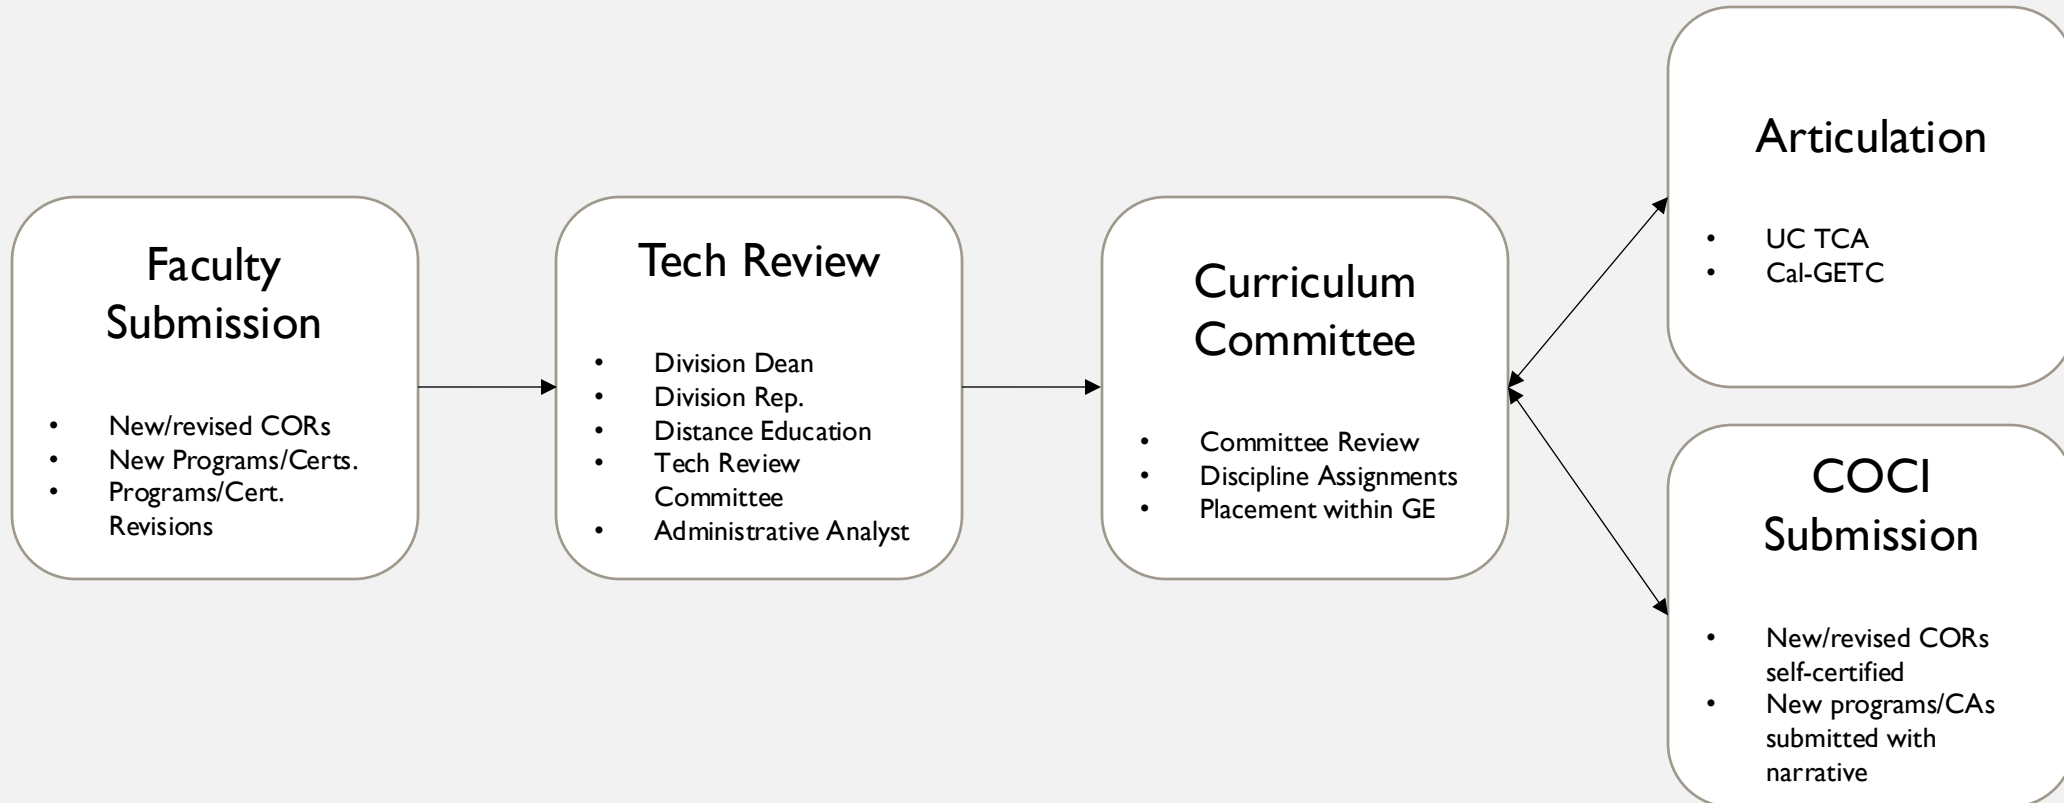 Faculty
Submission
• New/revised CORs
• New Programs/Certs.
• Programs/Cert.
Revisions
Tech Review
• Division Dean
• Division Rep.
• Distance Education
• Tech Review
Committee
• Administrative Analyst
Curriculum
Committee
• Committee Review
• Discipline Assignments
• Placement within GE
Articulation
• UC TCA
• Cal-GETC
COCI
Submission
• New/revised CORs
self-certified
• New programs/CAs
submitted with
narrative